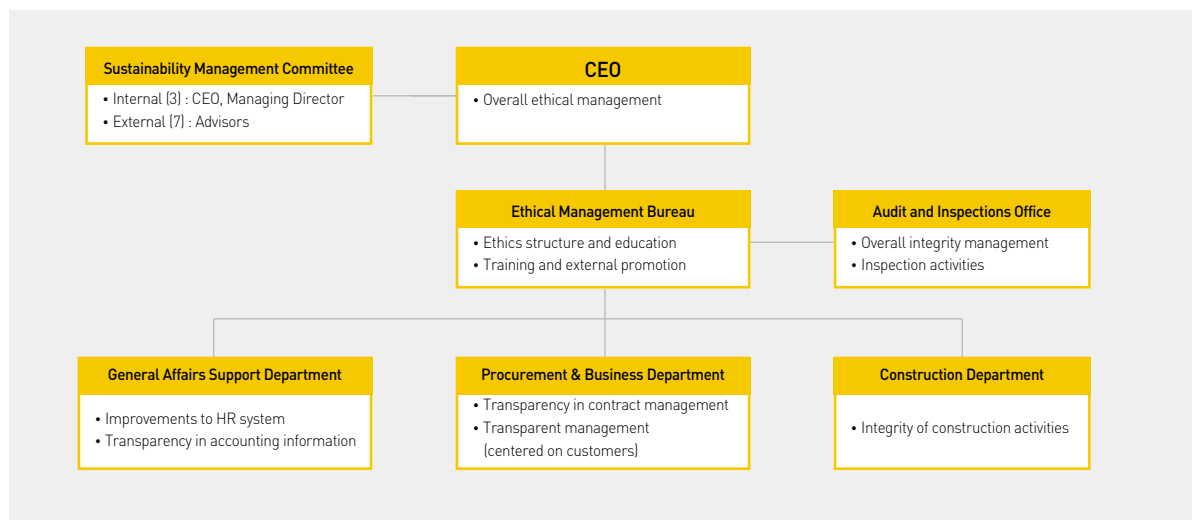 Sustainability Management Committee
• Internal (3) : CEO, Managing Director
• External (7) : Advisors
CEO
• Overall ethical management
Ethical Management Bureau
• Ethics structure and education
• Training and external promotion
Audit and Inspections Office
• Overall integrity management
• Inspection activities
General Affairs Support Department
• Improvements to HR system
• Transparency in accounting information
Procurement & Business Department
• Transparency in contract management
• Transparent management
(centered on customers)
Construction Department
• Integrity of construction activities